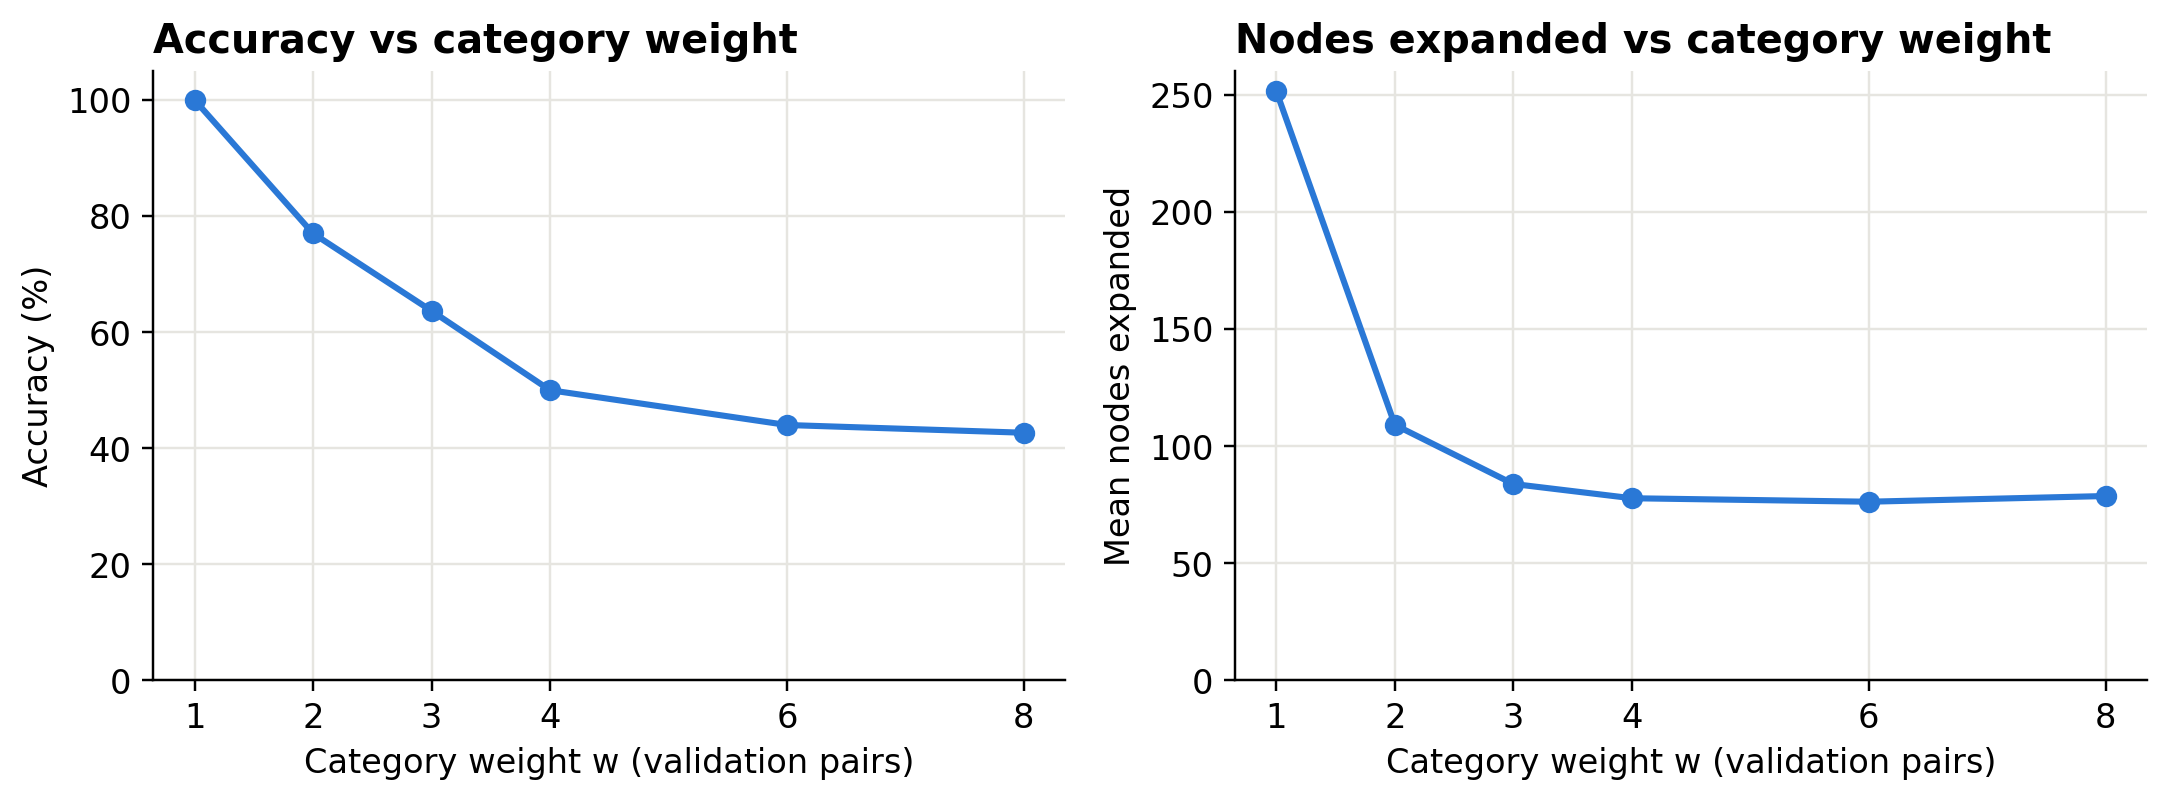 Accuracy vs category weight
Accuracy (%)
100
80
60
40
20
0
1 2 3 4 6 8
Category weight w (validation pairs)
Nodes expanded vs category weight
Mean nodes expanded
250
200
150
100
50
0
1 2 3 4 6 8
Category weight w (validation pairs)